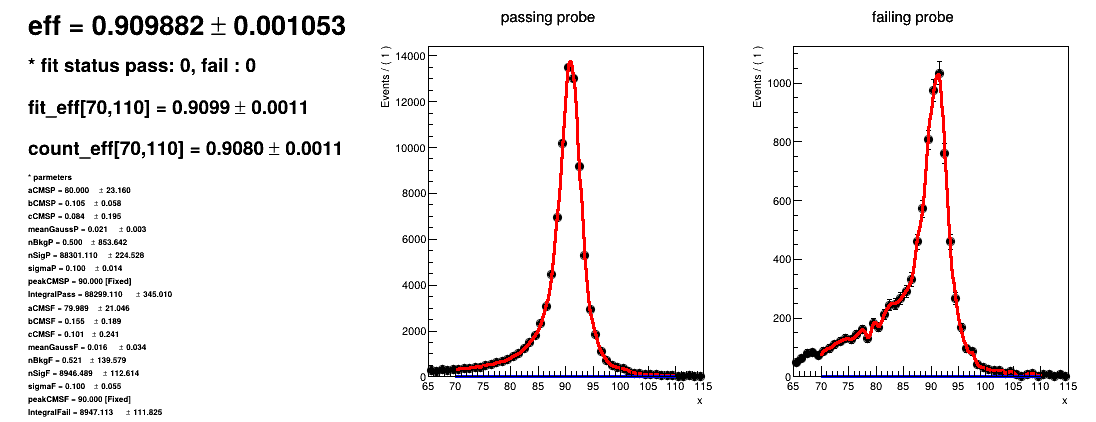 eff = 0.909882 ± 0.001053
* fit status pass: 0, fail : 0
fit_eff[70,110] = 0.9099 ± 0.0011
count_eff[70,110] = 0.9080 ± 0.0011
* parmeters
aCMSP = 80.000 ± 23.160
bCMSP = 0.105 ± 0.058
cCMSP = 0.084 ± 0.195
meanGaussP = 0.021 ± 0.003
nBkgP = 0.500 ± 853.642
nSigP = 88301.110 ± 224.528
sigmaP = 0.100 ± 0.014
peakCMSP = 90.000 [Fixed]
IntegralPass = 88299.110 ± 345.010
aCMSF = 79.989 ± 21.046
bCMSF = 0.155 ± 0.189
cCMSF = 0.101 ± 0.241
meanGaussF = 0.016 ± 0.034
nBkgF = 0.521 ± 139.579
nSigF = 8946.489 ± 112.614
sigmaF = 0.100 ± 0.055
peakCMSF = 90.000 [Fixed]
IntegralFail = 8947.113 ± 111.825
passing probe
Events / ( 1 )
14000
12000
10000
8000
6000
4000
2000
0
65 70 75 80 85 90 95 100 105 110 115
x
failing probe
Events / ( 1 )
1000
800
600
400
200
0
65 70 75 80 85 90 95 100 105 110 115
x